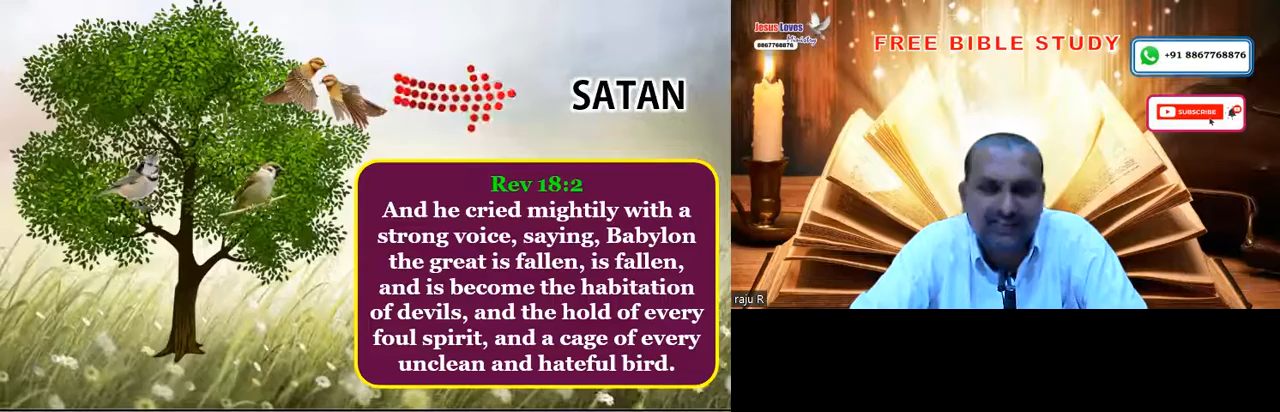 SATAN
Rev 18:2
And he cried mightily with a
strong voice, saying, Babylon
the great is fallen, is fallen,
and is become the habitation
of devils, and the hold of every
foul spirit, and a cage of every
unclean and hateful bird.
Jesus Loves
Ministry
8867768876
FREE BIBLE STUDY
+91 8867768876
SUBSCRIBE
raju R